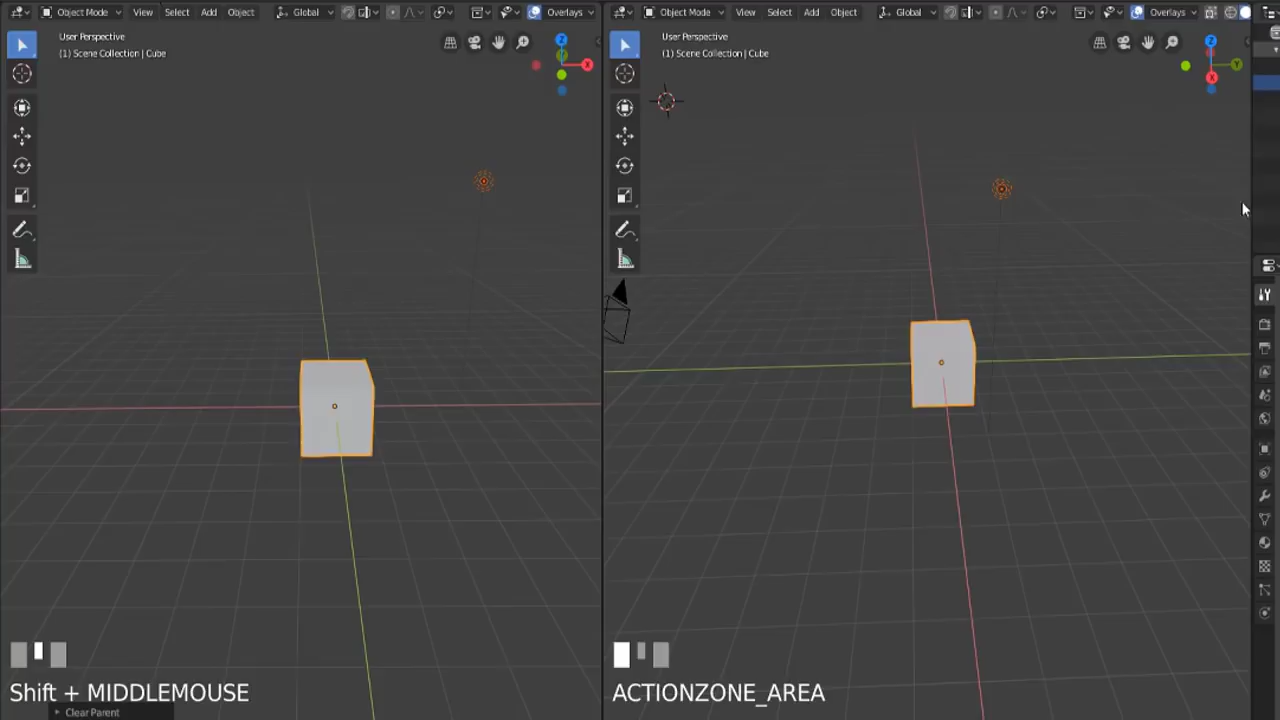 Object Mode View Select Add Object Global Overlays
User Perspective
(1) Scene Collection | Cube
Z
X
Shift + MIDDLEMOUSE
Clear Parent
Object Mode View Select Add Object Global Overlays
User Perspective
(1) Scene Collection | Cube
Z
Y
X
ACTIONZONE_AREA